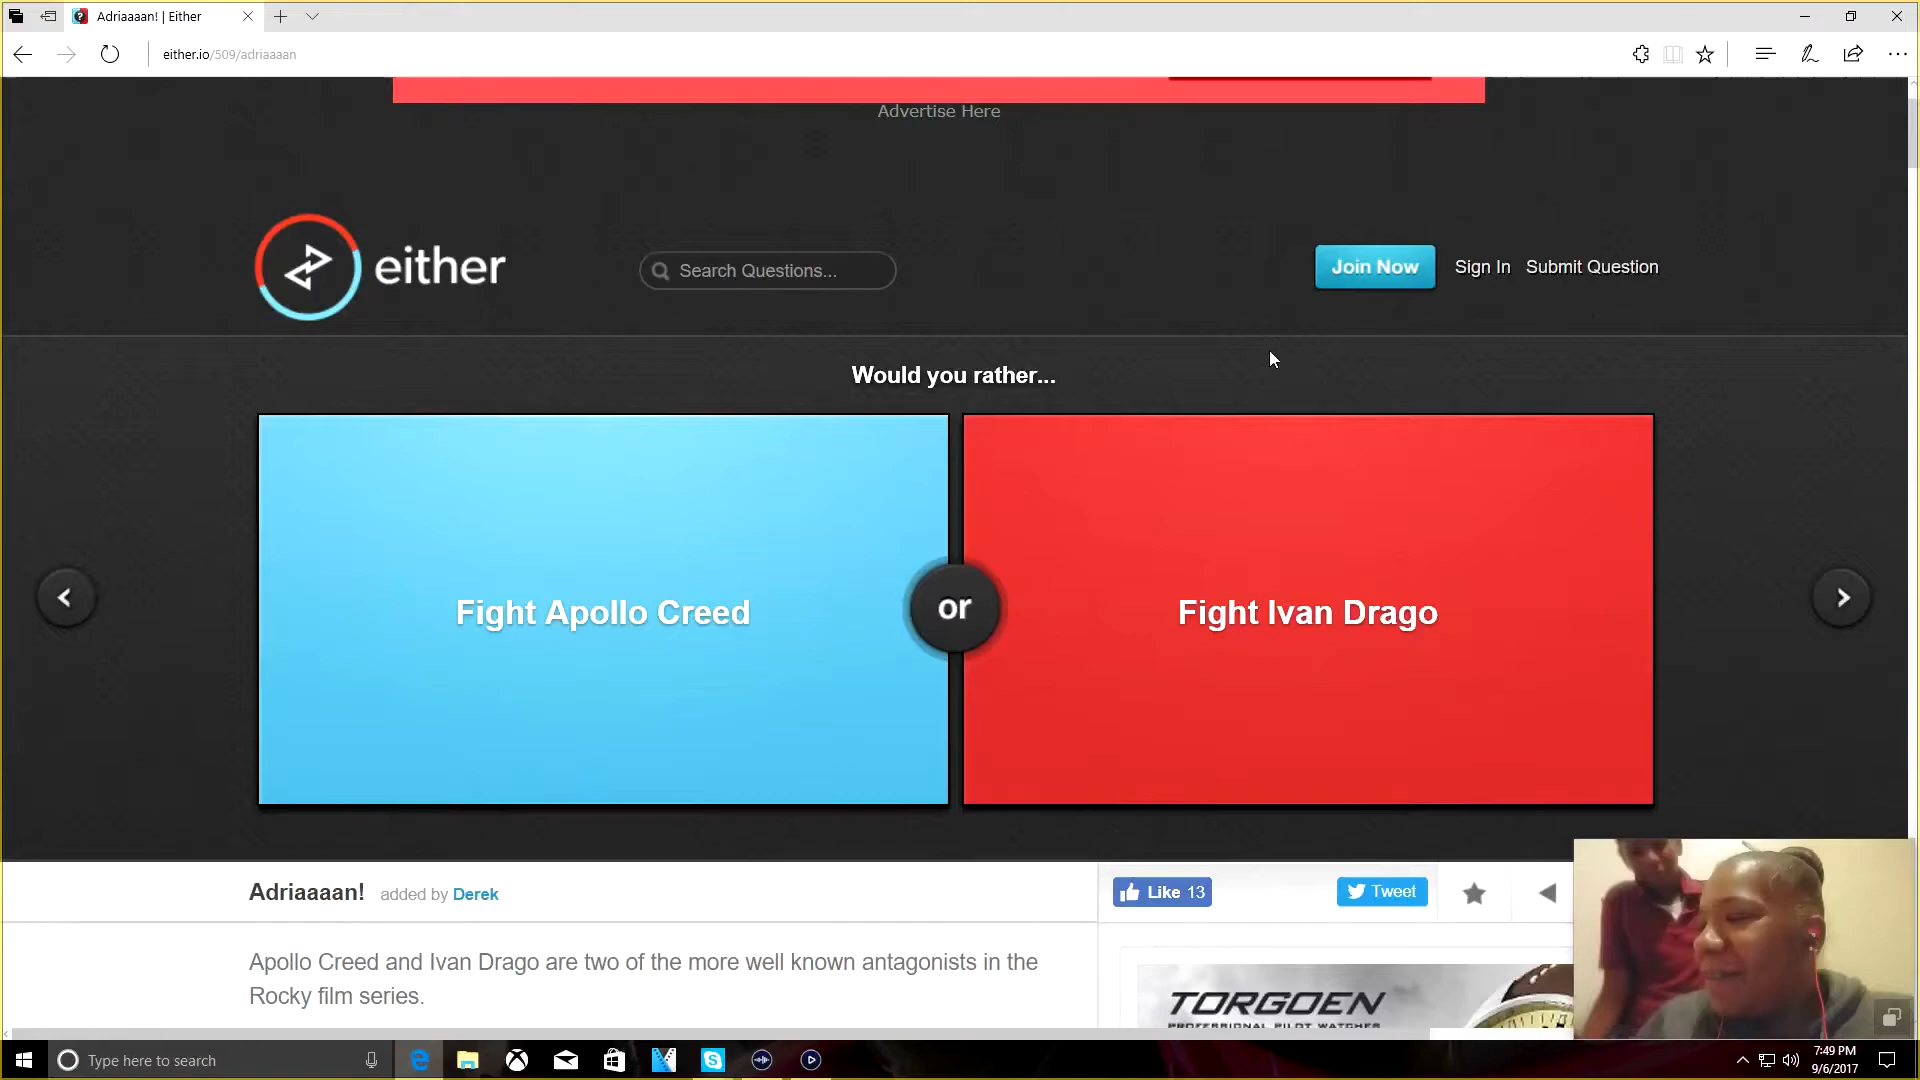 Adriaaaan! | Either
either.io/509/adriaaaan
Advertise Here
either
Search Questions...
Join Now
Sign In
Submit Question
Would you rather...
Fight Apollo Creed
or
Fight Ivan Drago
Adriaaaan! added by Derek
Like 13
Tweet
Apollo Creed and Ivan Drago are two of the more well known antagonists in the
Rocky film series.
TORGOEN
PROFESSIONAL PILOT WATCHES
Type here to search
7:49 PM
9/6/2017